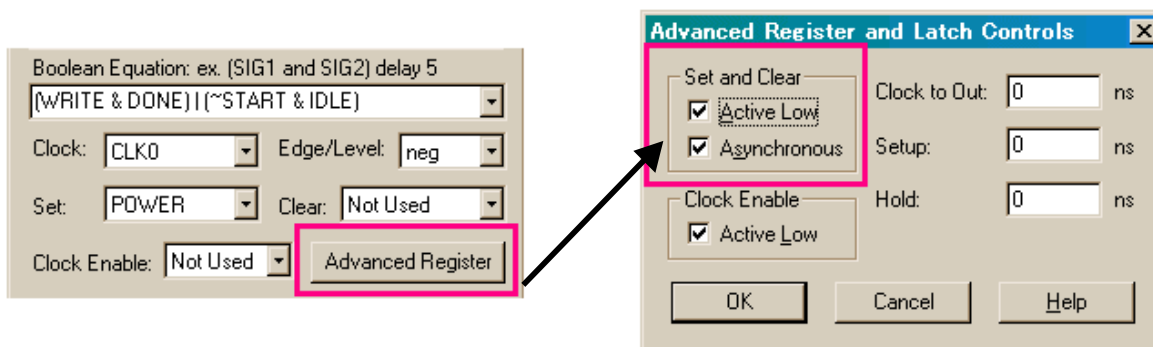 Boolean Equation: ex. (SIG1 and SIG2) delay 5
(WRITE & DONE) | (~START & IDLE)
Clock: CLK0 Edge/Level: neg
Set: POWER Clear: Not Used
Clock Enable: Not Used Advanced Register
Advanced Register and Latch Controls
Set and Clear
Active Low
Asynchronous
Clock Enable
Active Low
Clock to Out: 0 ns
Setup: 0 ns
Hold: 0 ns
OK Cancel Help